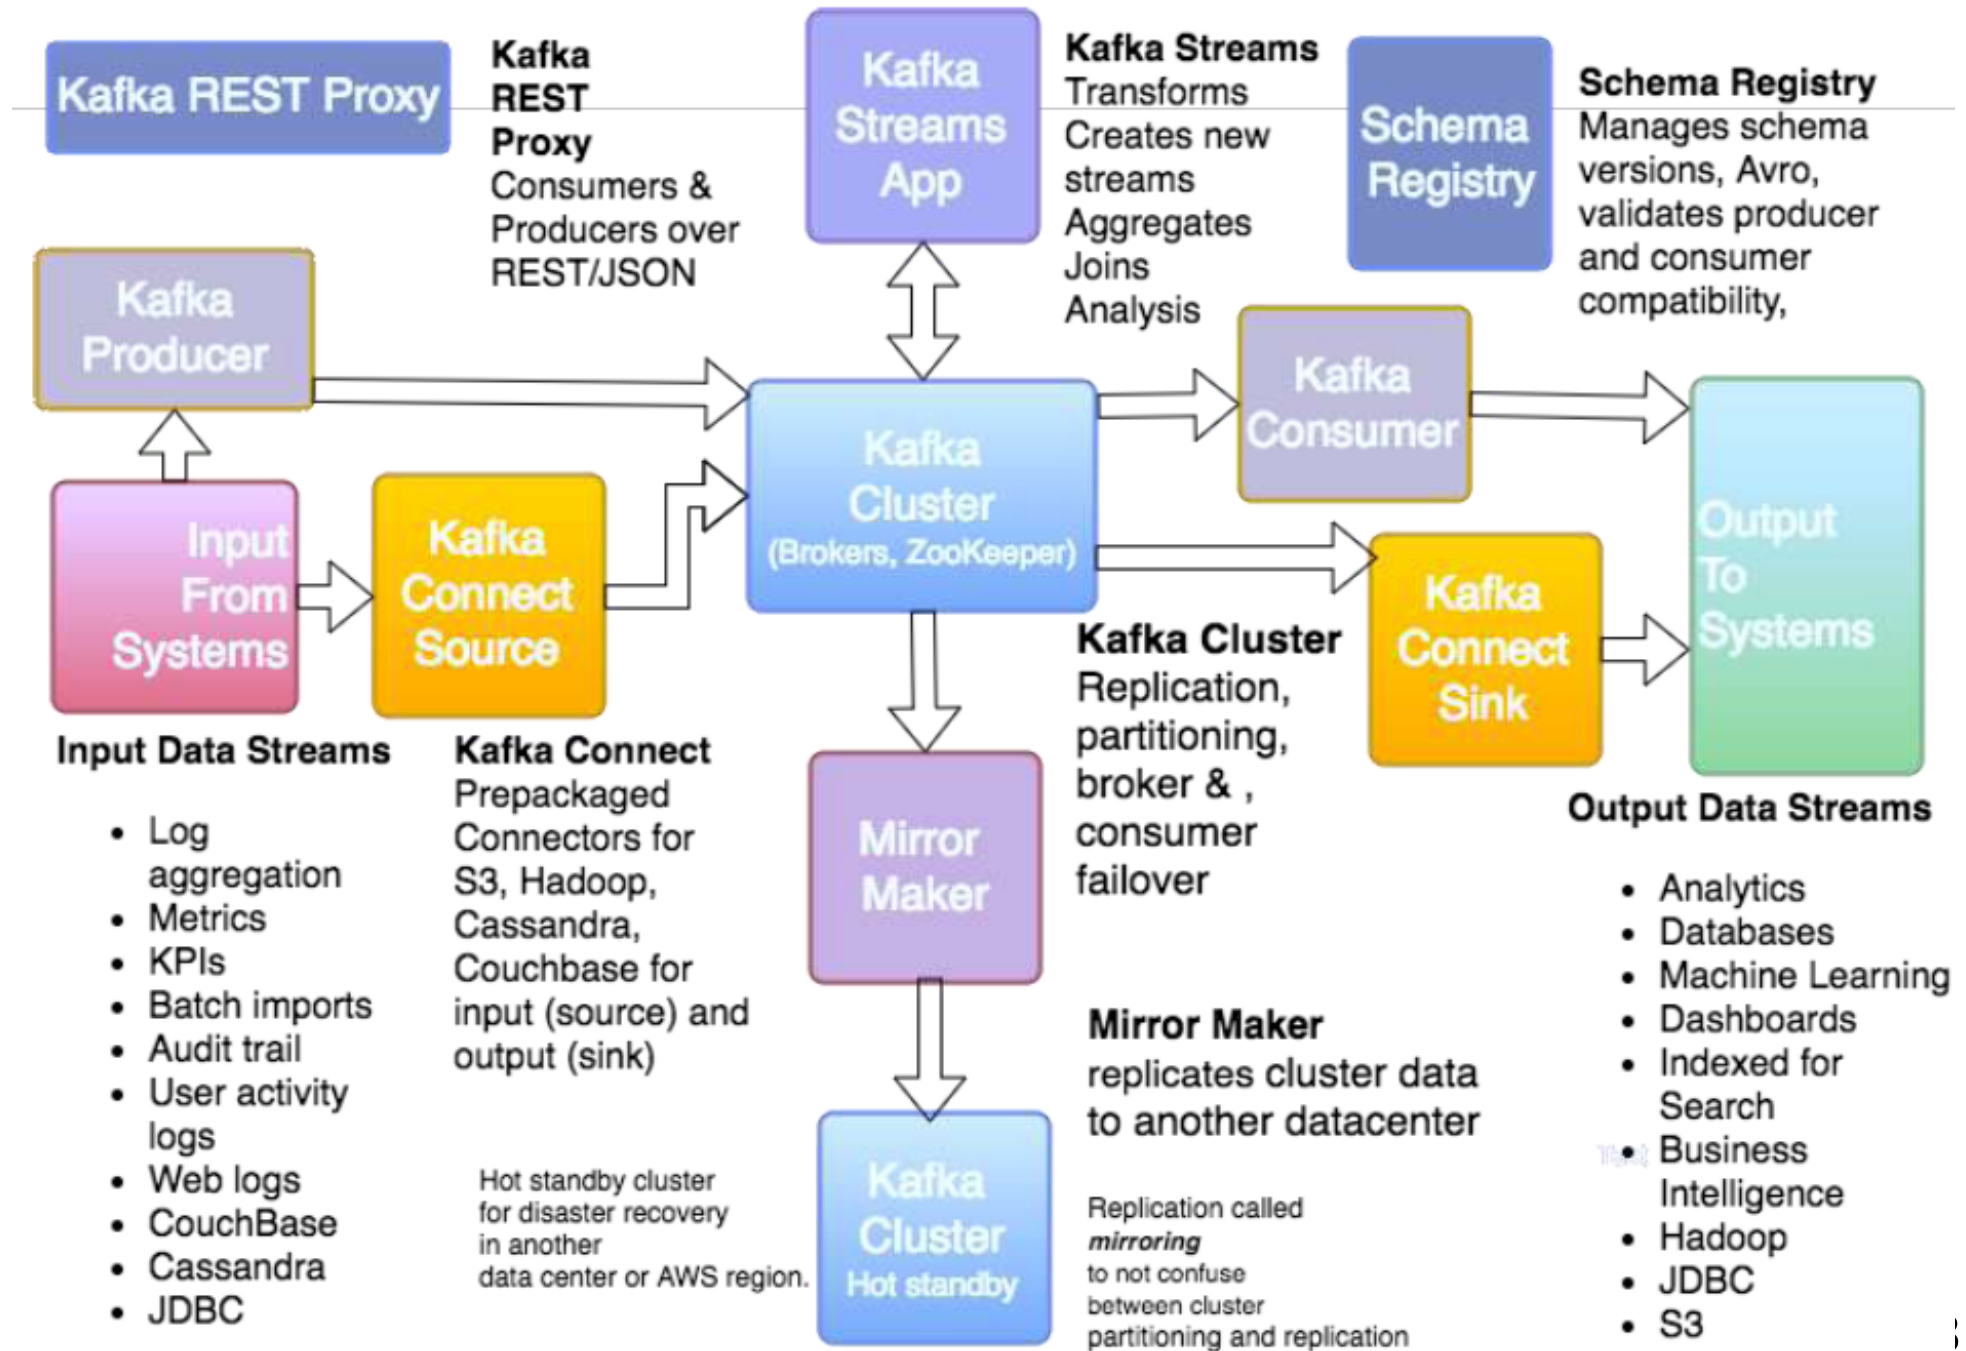 Kafka REST Proxy
Kafka
REST
Proxy
Consumers &
Producers over
REST/JSON
Kafka
Streams
App
Kafka Streams
Transforms
Creates new
streams
Aggregates
Joins
Analysis
Schema
Registry
Schema Registry
Manages schema
versions, Avro,
validates producer
and consumer
compatibility,
Kafka
Producer
Input
From
Systems
Kafka
Connect
Source
Kafka
Cluster
(Brokers, ZooKeeper)
Kafka
Consumer
Kafka
Connect
Sink
Output
To
Systems
Input Data Streams
• Log
aggregation
• Metrics
• KPIs
• Batch imports
• Audit trail
• User activity
logs
• Web logs
• CouchBase
• Cassandra
• JDBC
Kafka Connect
Prepackaged
Connectors for
S3, Hadoop,
Cassandra,
Couchbase for
input (source) and
output (sink)
Hot standby cluster
for disaster recovery
in another
data center or AWS region.
Mirror
Maker
Kafka
Cluster
Hot standby
Kafka Cluster
Replication,
partitioning,
broker & ,
consumer
failover
Mirror Maker
replicates cluster data
to another datacenter
Replication called
mirroring
to not confuse
between cluster
partitioning and replication
Output Data Streams
• Analytics
• Databases
• Machine Learning
• Dashboards
• Indexed for
Search
• Business
Intelligence
• Hadoop
• JDBC
• S3